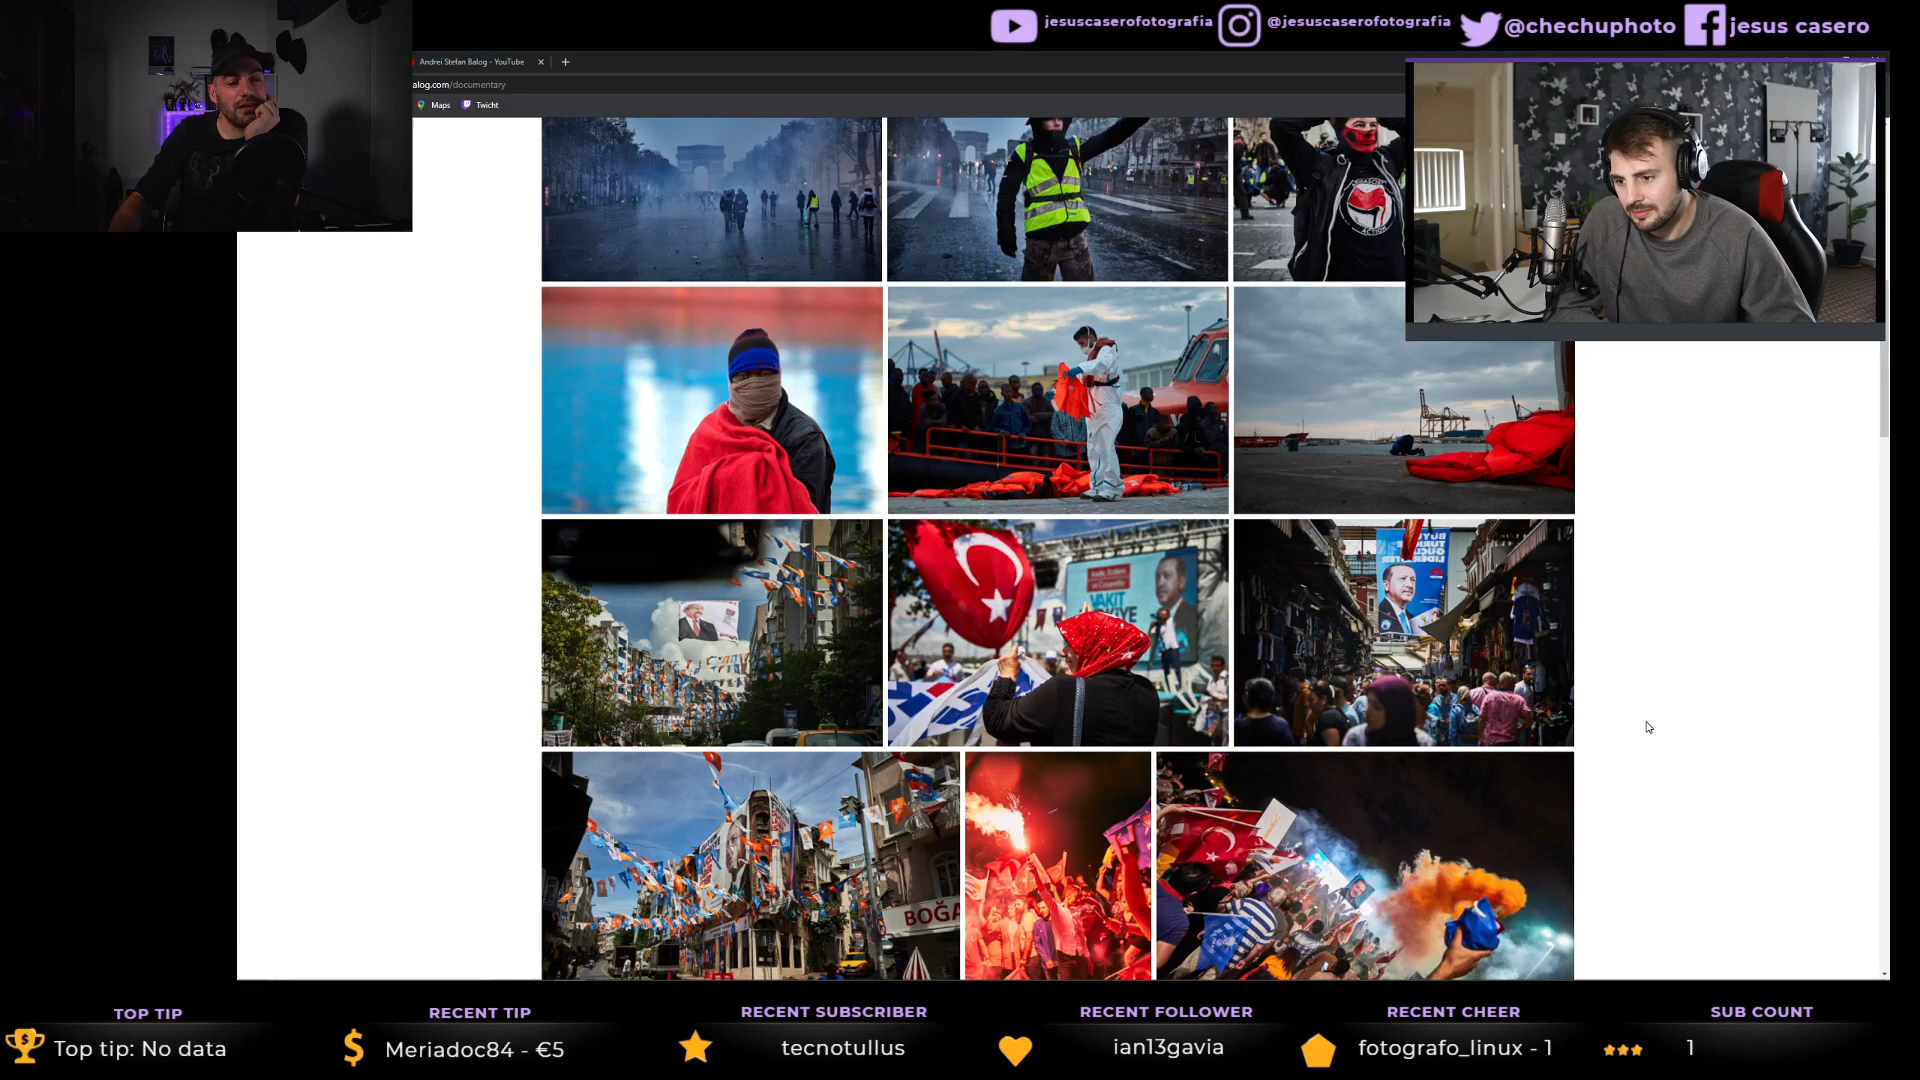 jesuscaserofotografia
@jesuscaserofotografia
@chechuphoto
jesus casero
Andrei Stefan Balog - YouTube
alog.com/documentary
Maps
Twicht
ACTION
VAKIT
BOĞA
TOP TIP
Top tip: No data
RECENT TIP
Meriadoc84 - €5
RECENT SUBSCRIBER
tecnotullus
RECENT FOLLOWER
ian13gavia
RECENT CHEER
fotografo_linux - 1
SUB COUNT
1